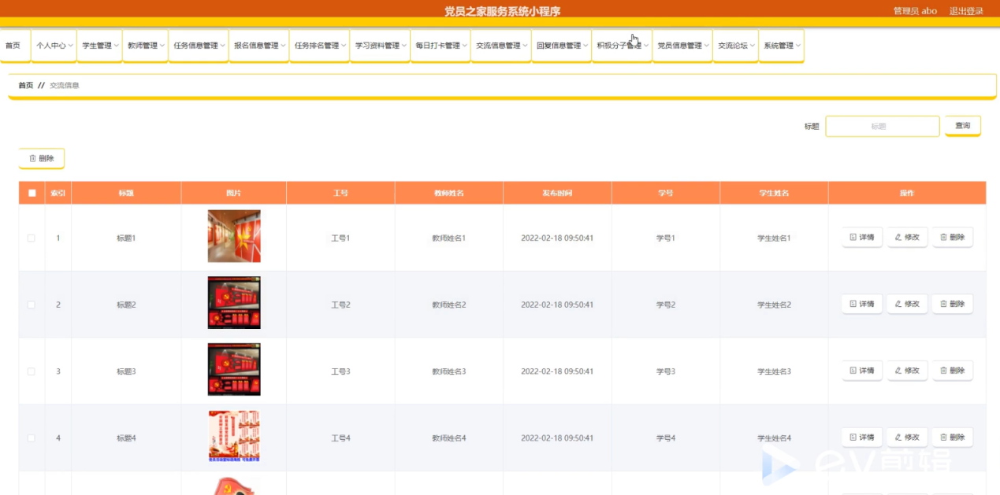 党员之家服务系统小程序
管理员 abo 退出登录
首页 个人中心 学生管理 教师管理 任务信息管理 报名信息管理 任务排名管理 学习资料管理 每日打卡管理 交流信息管理 回复信息管理 积极分子管理 党员信息管理 交流论坛 系统管理
首页 // 交流信息
标题 标题 查询
删除
索引 标题 图片 工号 教师姓名 发布时间 学号 学生姓名 操作
1 标题1 工号1 教师姓名1 2022-02-18 09:50:41 学号1 学生姓名1 详情 修改 删除
2 标题2 工号2 教师姓名2 2022-02-18 09:50:41 学号2 学生姓名2 详情 修改 删除
3 标题3 工号3 教师姓名3 2022-02-18 09:50:41 学号3 学生姓名3 详情 修改 删除
4 标题4 工号4 教师姓名4 2022-02-18 09:50:41 学号4 学生姓名4 详情 修改 删除
ev剪辑